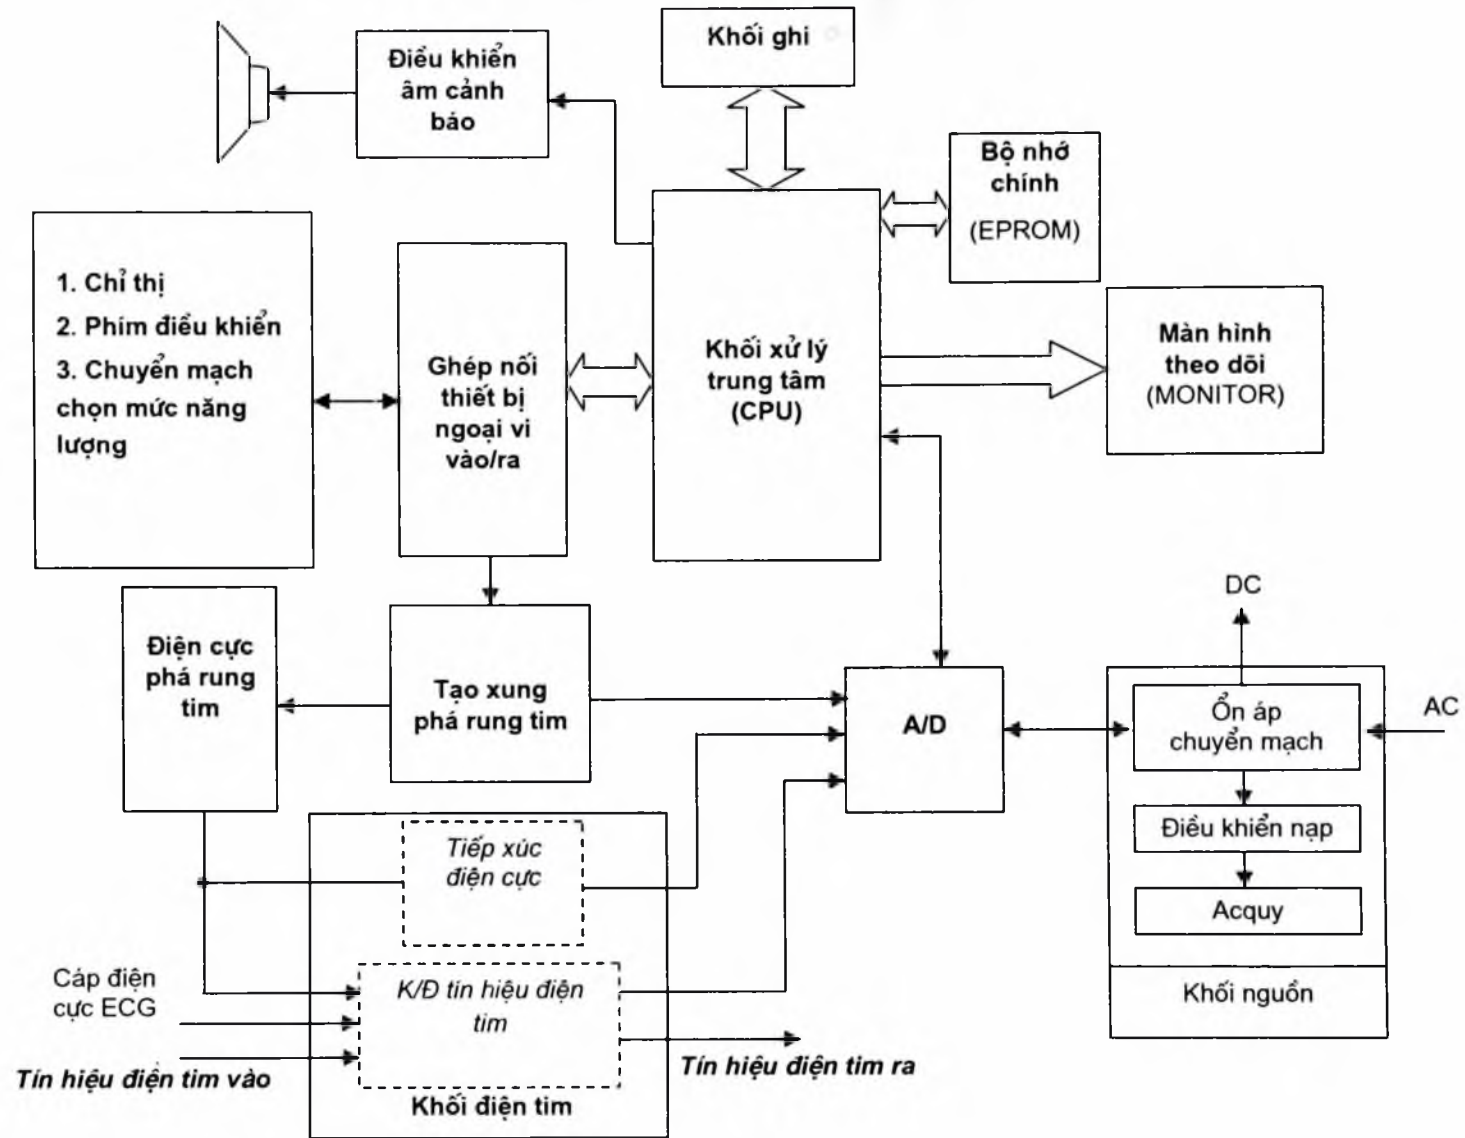 Khối ghi
Điều khiển
âm cảnh
báo
Bộ nhớ
chính
(EPROM)
1. Chỉ thị
2. Phím điều khiển
3. Chuyển mạch
chọn mức năng
lượng
Ghép nối
thiết bị
ngoại vi
vào/ra
Khối xử lý
trung tâm
(CPU)
Màn hình
theo dõi
(MONITOR)
Điện cực
phá rung
tim
Tạo xung
phá rung tim
A/D
DC
Ổn áp
chuyển mạch
AC
Điều khiển nạp
Acquy
Khối nguồn
Tiếp xúc
điện cực
Cáp điện
cực ECG
K/Đ tín hiệu điện
tim
Tín hiệu điện tim vào
Tín hiệu điện tim ra
Khối điện tim